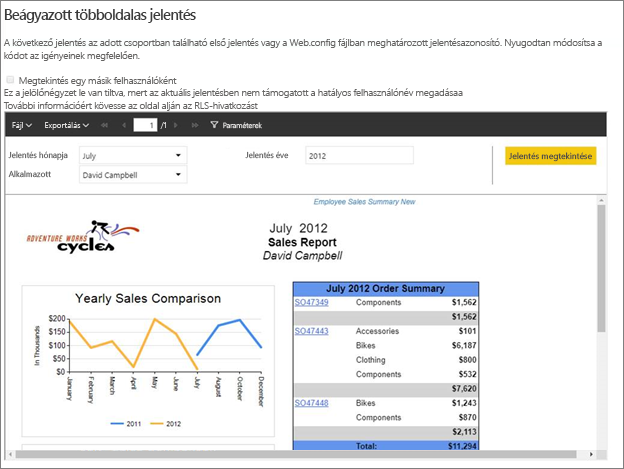 Beágyazott többoldalas jelentés
A következő jelentés az adott csoportban található első jelentés vagy a Web.config fájlban meghatározott jelentésazonosító. Nyugodtan módosítsa a
kódot az igényeinek megfelelően.
Megtekintés egy másik felhasználóként
Ez a jelölőnégyzet le van tiltva, mert az aktuális jelentésben nem támogatott a hatályos felhasználónév megadásaa
További információért kövesse az oldal alján az RLS-hivatkozást
Fájl Exportálás 1 /1 Paraméterek
Jelentés hónapja July Jelentés éve 2012 Jelentés megtekintése
Alkalmazott David Campbell
Employee Sales Summary New
ADVENTURE WORKS
cycles
July 2012
Sales Report
David Campbell
Yearly Sales Comparison
In Thousands
$200
$150
$100
$50
$0
January February March April May June July August October December
2011 2012
July 2012 Order Summary
SO47349 Components $1,562
$1,562
SO47443 Accessories $101
Bikes $6,187
Clothing $800
Components $532
$7,620
SO47448 Bikes $1,243
Components $870
$2,113
Total: $11,294